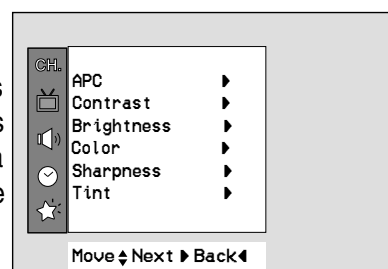 CH.
APC
Contrast
Brightness
Color
Sharpness
Tint
Move Next Back